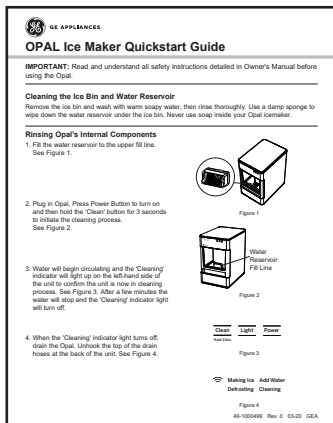 GE APPLIANCES
OPAL Ice Maker Quickstart Guide
IMPORTANT: Read and understand all safety instructions detailed in Owner's Manual before
using the Opal.
Cleaning the Ice Bin and Water Reservoir
Remove the ice bin and wash with warm soapy water, then rinse thoroughly. Use a damp sponge to
wipe down the water reservoir under the ice bin. Never use soap inside your Opal icemaker.
Rinsing Opal's Internal Components
1. Fill the water reservoir to the upper fill line.
See Figure 1.
Figure 1
2. Plug in Opal, Press Power Button to turn on
and then hold the 'Clean' button for 3 seconds
to initiate the cleaning process.
See Figure 2.
Water
Reservoir
Fill Line
Figure 2
3. Water will begin circulating and the 'Cleaning'
indicator will light up on the left-hand side of
the unit to confirm the unit is now in cleaning
process. See Figure 3. After a few minutes the
water will stop and the 'Cleaning' indicator light
will turn off.
Clean Light Power
Hold 3 Sec
Figure 3
4. When the 'Cleaning' indicator light turns off,
drain the Opal. Unhook the top of the drain
hoses at the back of the unit. See Figure 4.
Making Ice Add Water
Defrosting Cleaning
Figure 4
49-1000499 Rev. 0 03-20 GEA